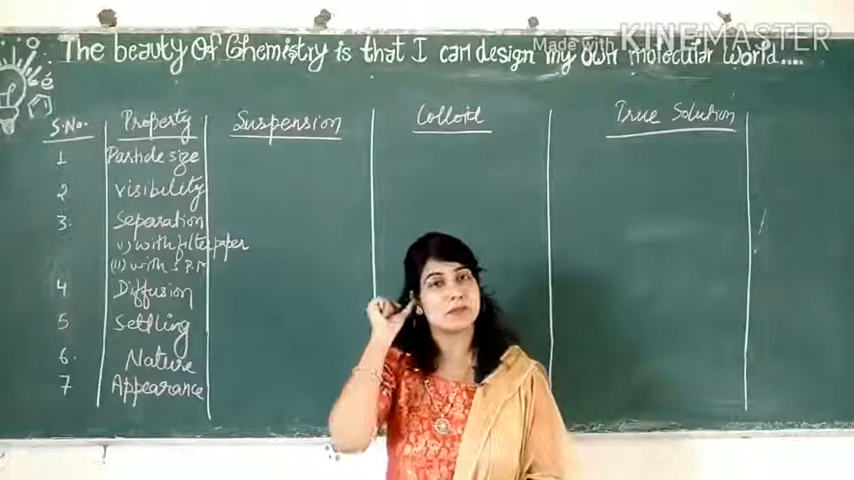 The beauty Of Chemistry is that I can design my own molecular world....
Made with KINEMASTER
S.No. Property Suspension Colloid True Solution
1 Particle size
2 visibility
3. Separation
i) with filter paper
(ii) with S.P.M
4 Diffusion
5 Settling
6. Nature
7 Appearance